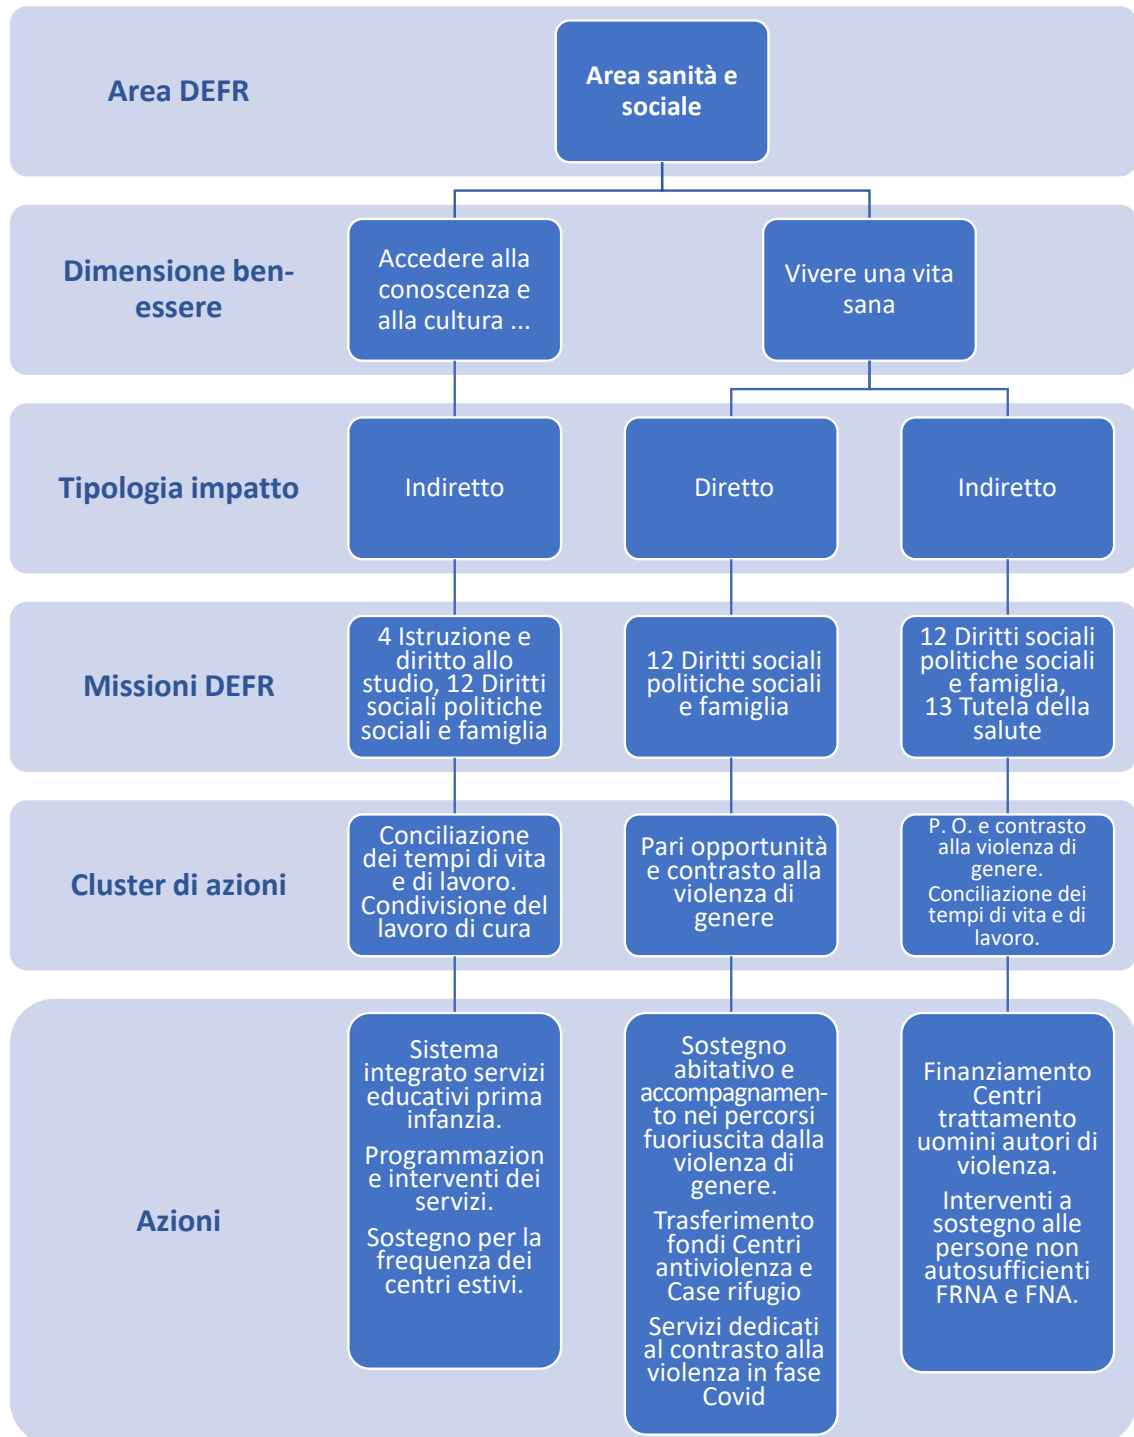 Area DEFR
Area sanità e
sociale
Dimensione ben-
essere
Accedere alla
conoscenza e
alla cultura ...
Vivere una vita
sana
Tipologia impatto
Indiretto
Diretto
Indiretto
Missioni DEFR
4 Istruzione e
diritto allo
studio, 12 Diritti
sociali politiche
sociali e famiglia
12 Diritti sociali
politiche sociali
e famiglia
12 Diritti sociali
politiche sociali
e famiglia,
13 Tutela della
salute
Cluster di azioni
Conciliazione
dei tempi di vita
e di lavoro.
Condivisione del
lavoro di cura
Pari opportunità
e contrasto alla
violenza di
genere
P. O. e contrasto
alla violenza di
genere.
Conciliazione dei
tempi di vita e di
lavoro.
Azioni
Sistema
integrato servizi
educativi prima
infanzia.
Programmazion
e interventi dei
servizi.
Sostegno per la
frequenza dei
centri estivi.
Sostegno
abitativo e
accompagnamen-
to nei percorsi
fuoriuscita dalla
violenza di
genere.
Trasferimento
fondi Centri
antiviolenza e
Case rifugio
Servizi dedicati
al contrasto alla
violenza in fase
Covid
Finanziamento
Centri
trattamento
uomini autori di
violenza.
Interventi a
sostegno alle
persone non
autosufficienti
FRNA e FNA.